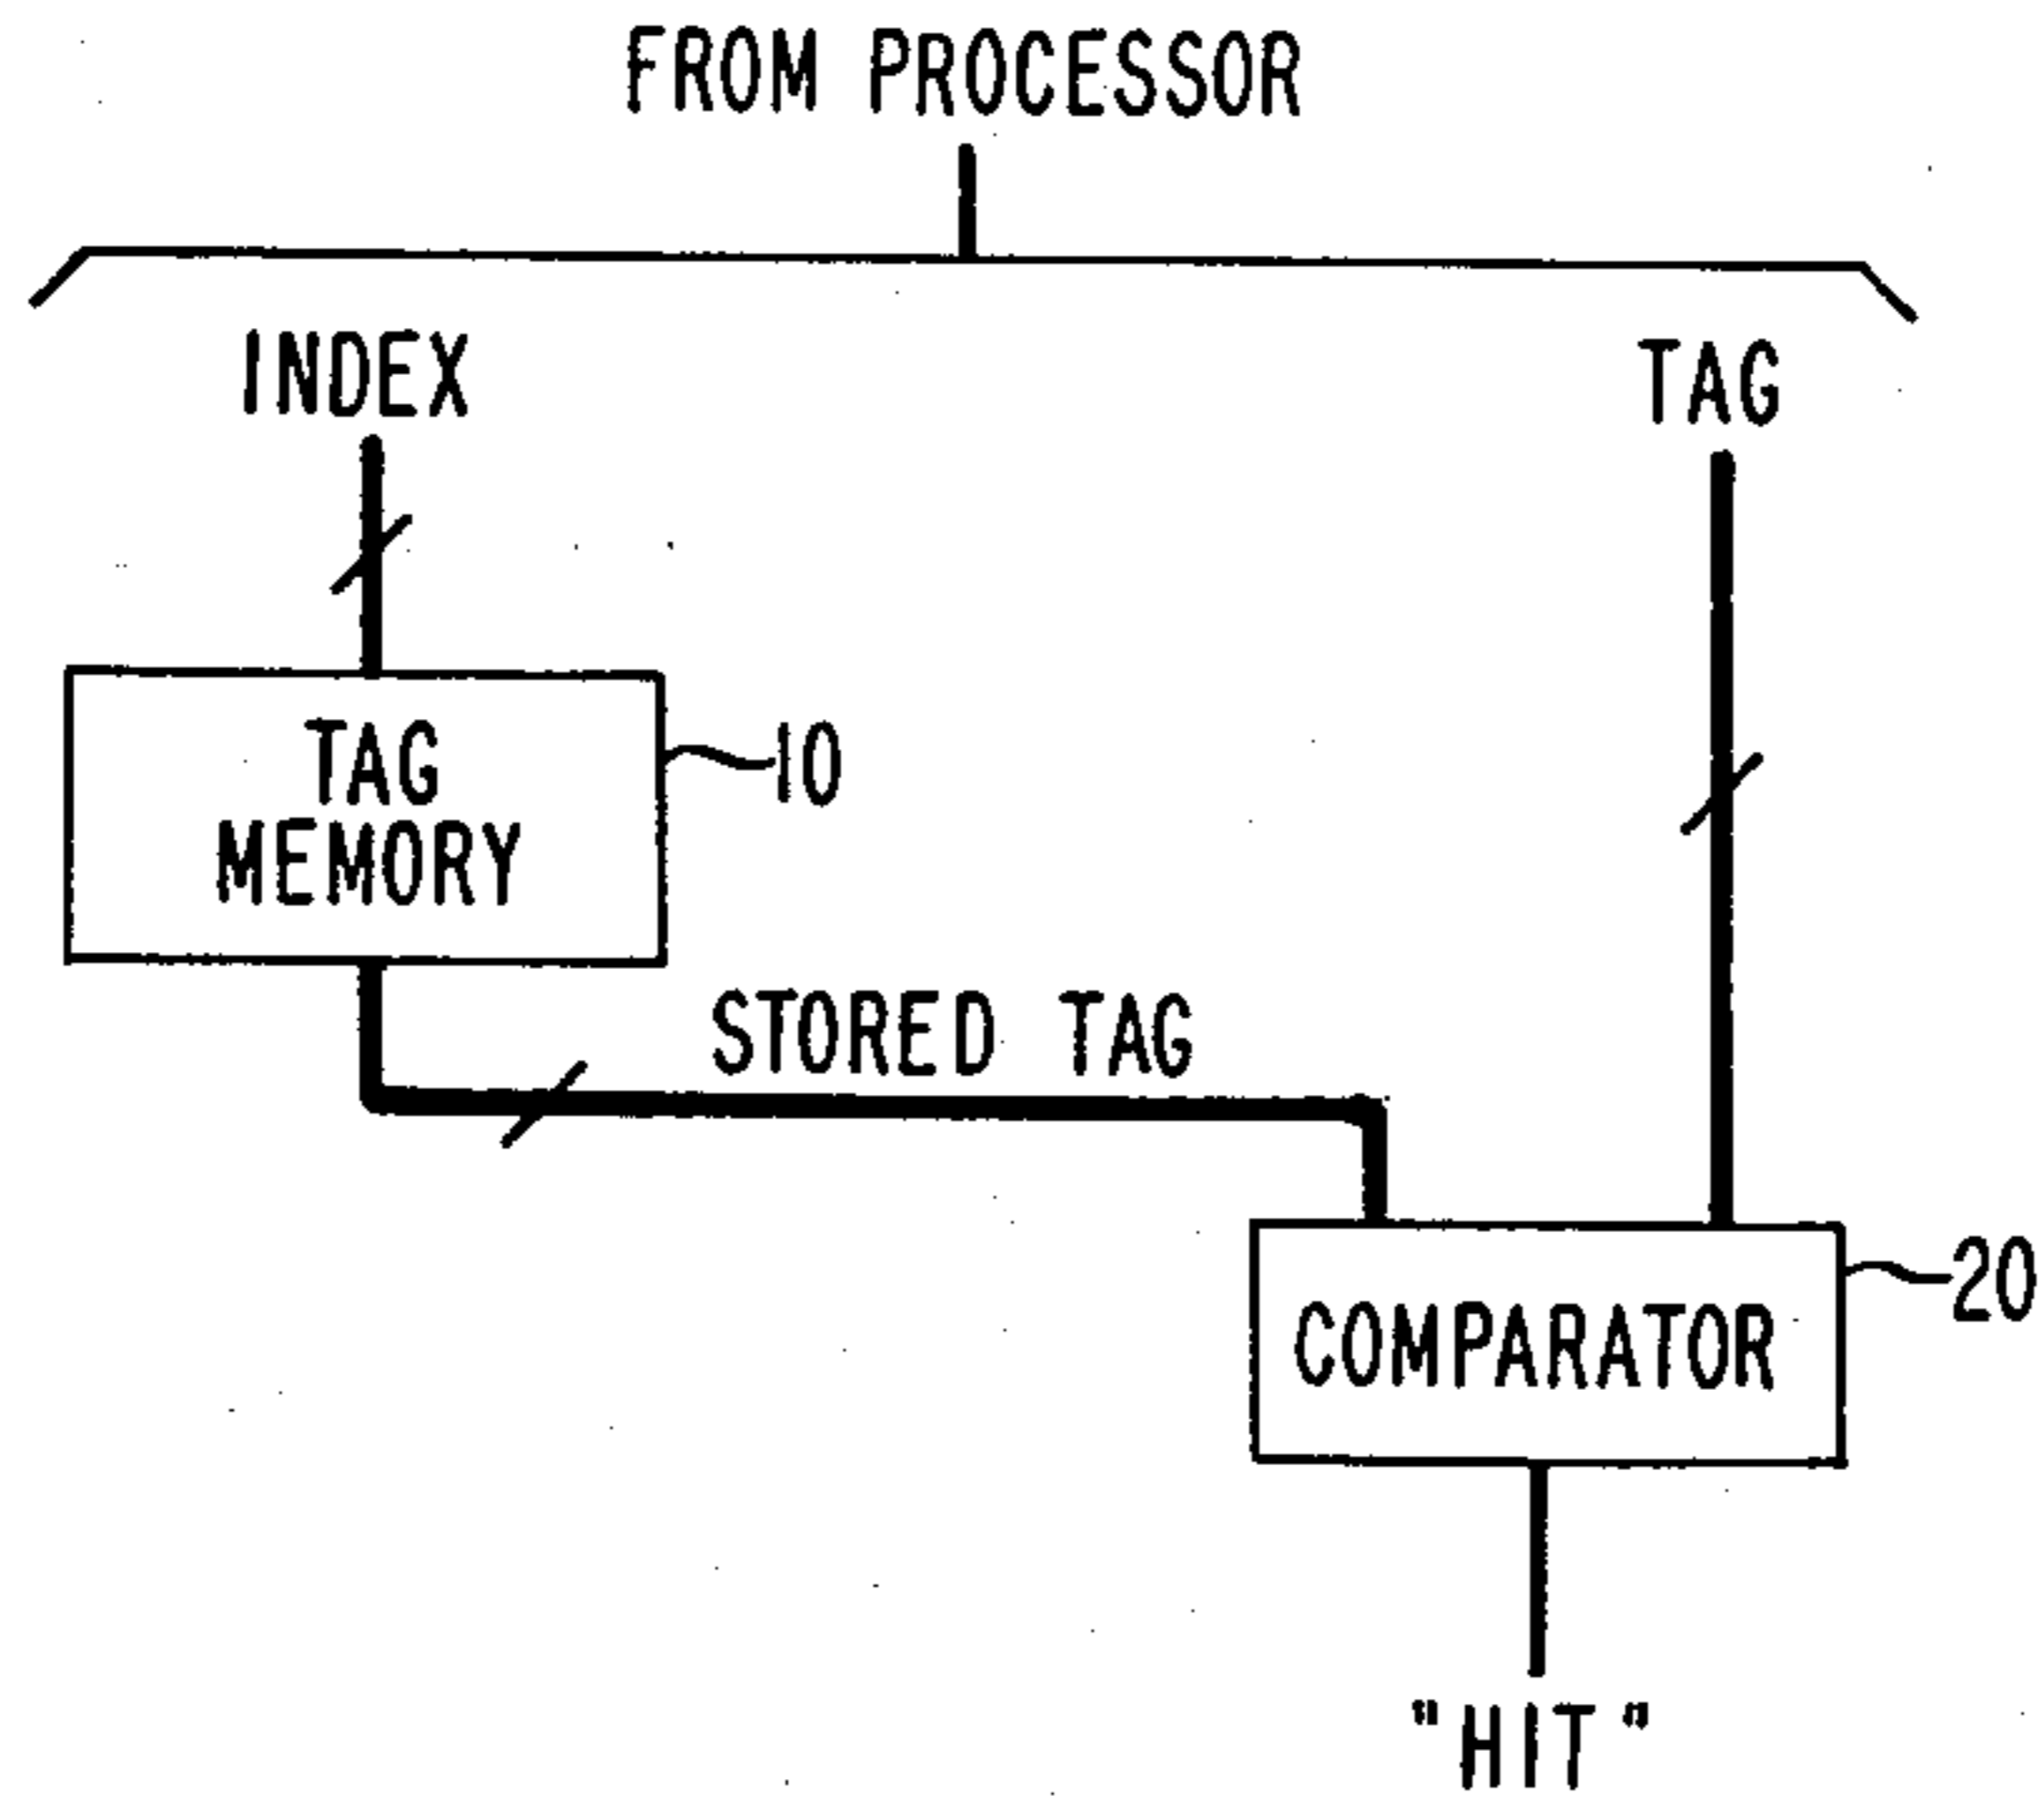 FROM PROCESSOR
INDEX
TAG
TAG
MEMORY
10
STORED TAG
COMPARATOR
20
"HIT"